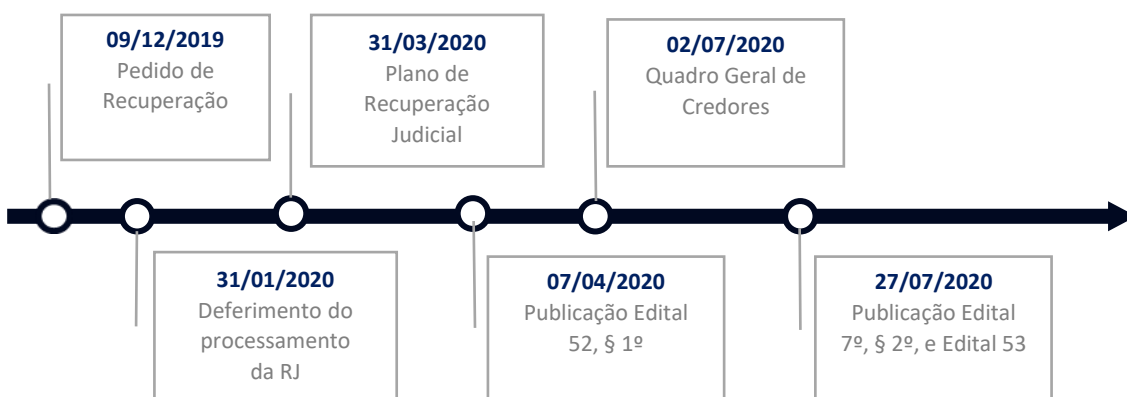 09/12/2019
Pedido de
Recuperação
31/03/2020
Plano de
Recuperação
Judicial
02/07/2020
Quadro Geral de
Credores
31/01/2020
Deferimento do
processamento
da RJ
07/04/2020
Publicação Edital
52, § 1º
27/07/2020
Publicação Edital
7º, § 2º, e Edital 53